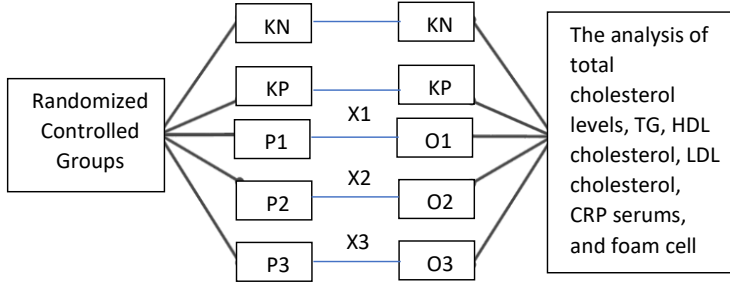 Randomized
Controlled
Groups
KN
KN
KP
KP
X1
P1
O1
X2
P2
O2
X3
P3
O3
The analysis of
total
cholesterol
levels, TG, HDL
cholesterol, LDL
cholesterol,
CRP serums,
and foam cell